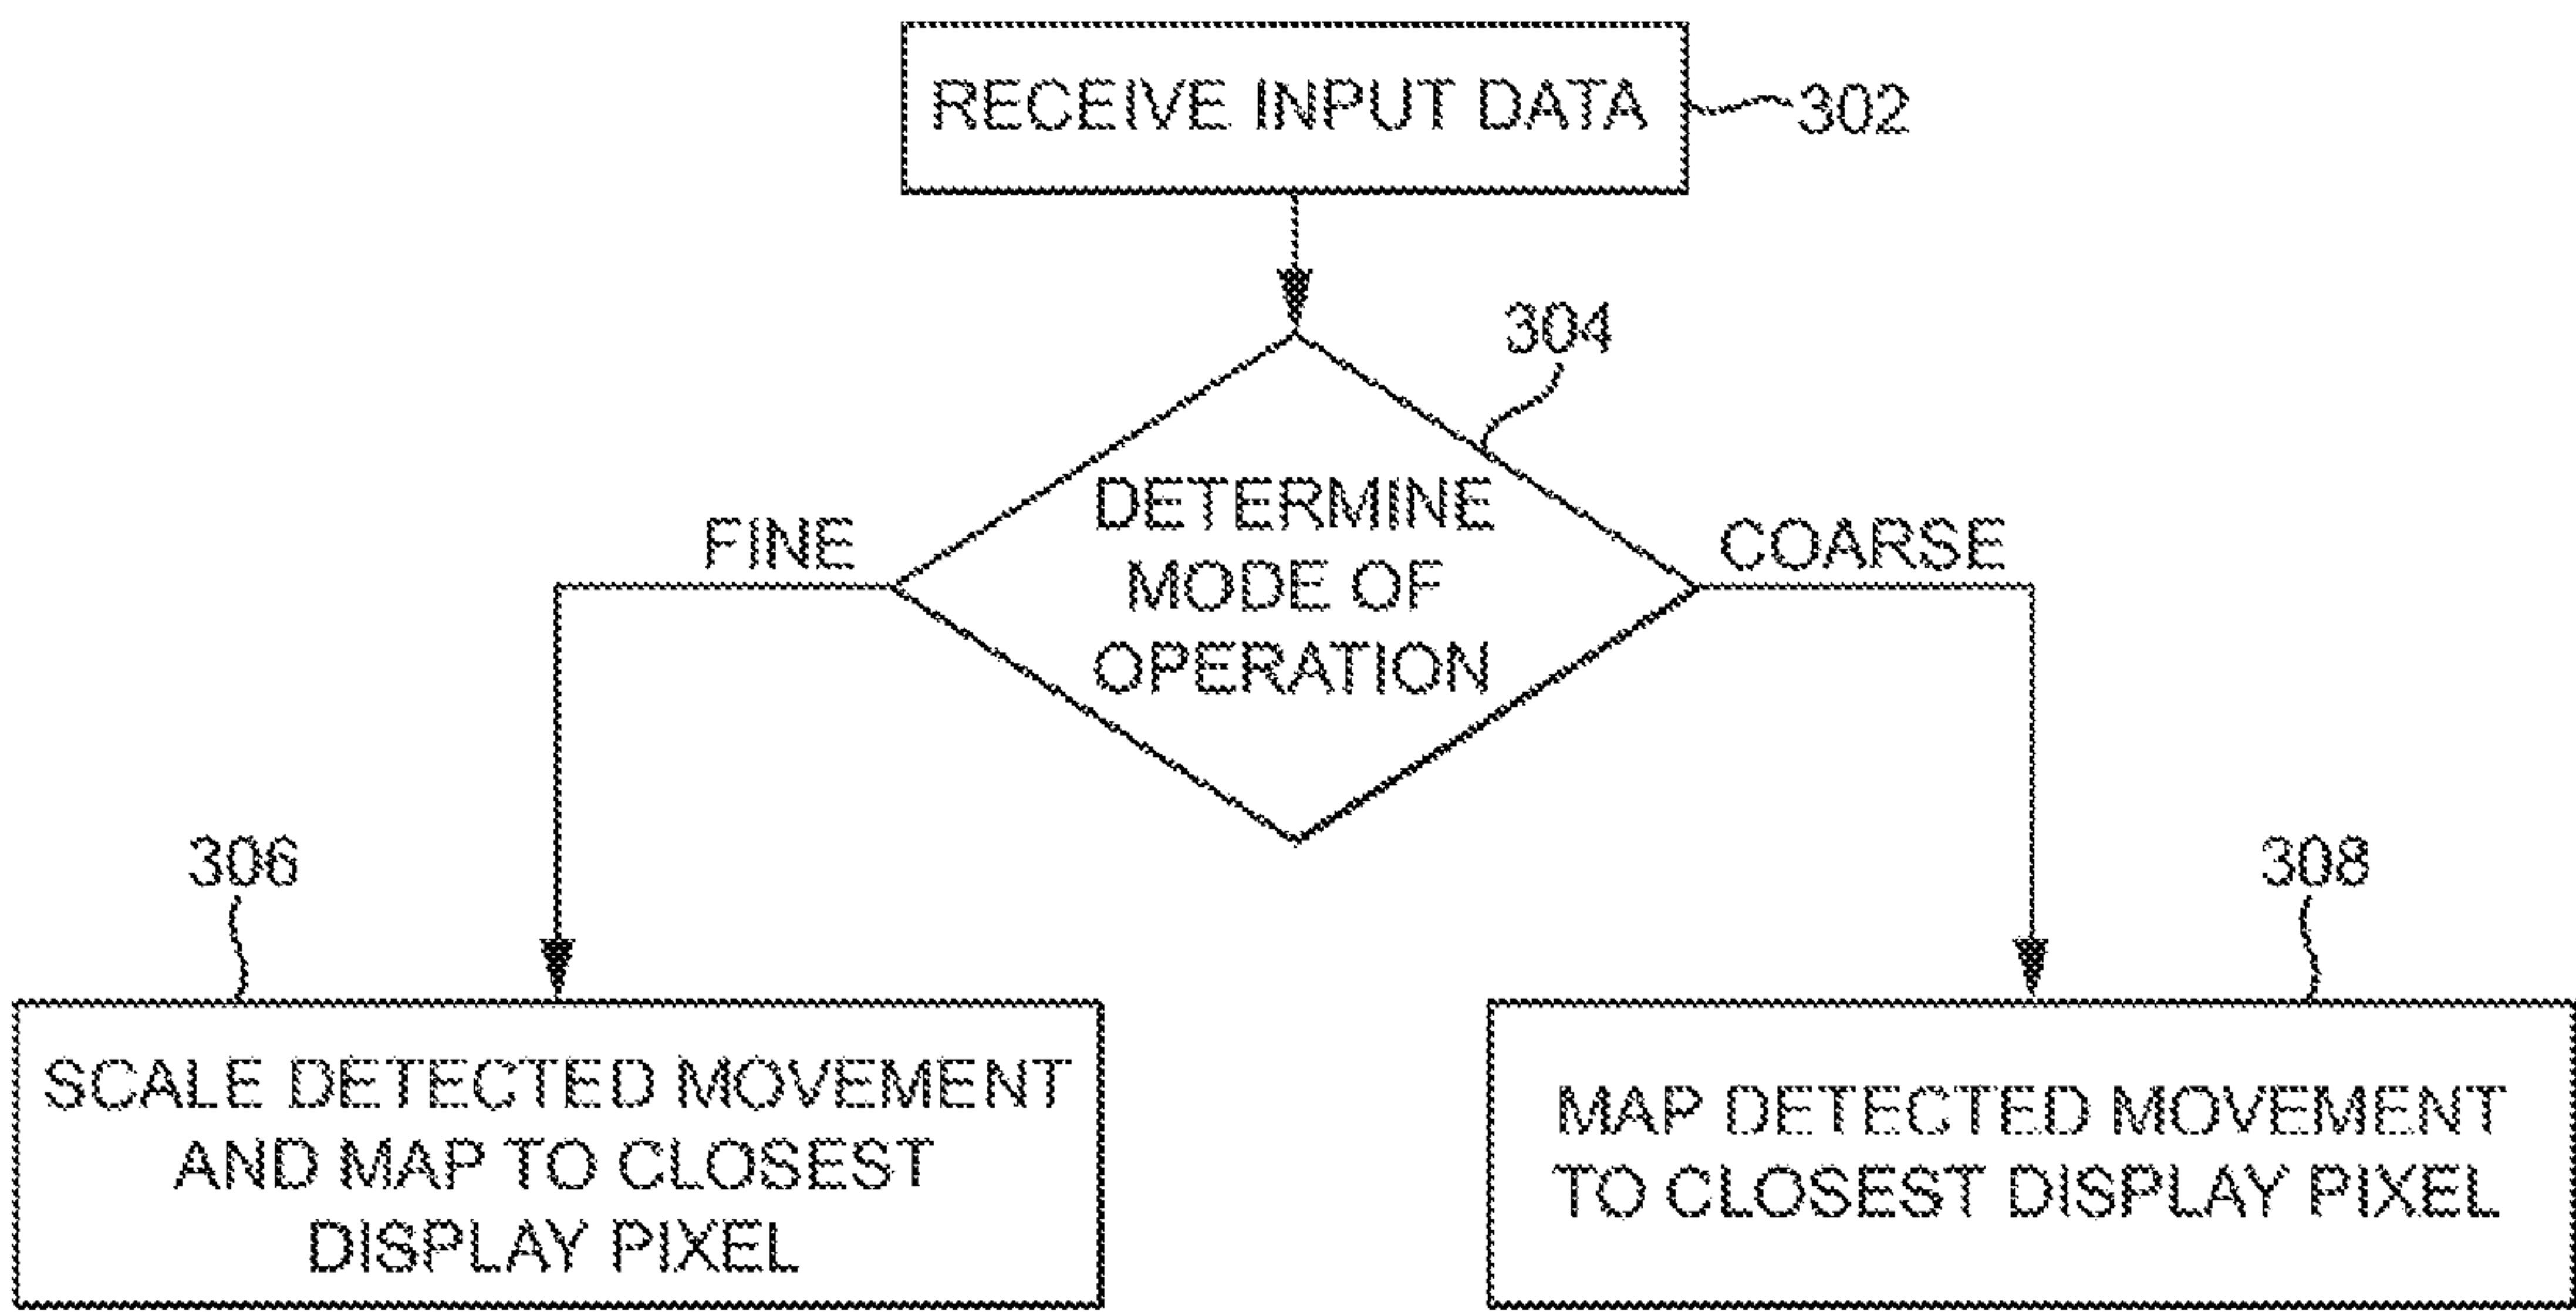 RECEIVE INPUT DATA
302
304
DETERMINE
MODE OF
OPERATION
FINE
COARSE
306
308
SCALE DETECTED MOVEMENT
AND MAP TO CLOSEST
DISPLAY PIXEL
MAP DETECTED MOVEMENT
TO CLOSEST DISPLAY PIXEL